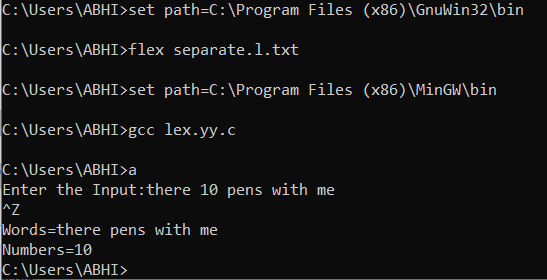 C:\Users\ABHI>set path=C:\Program Files (x86)\GnuWin32\bin
C:\Users\ABHI>flex separate.l.txt
C:\Users\ABHI>set path=C:\Program Files (x86)\MinGW\bin
C:\Users\ABHI>gcc lex.yy.c
C:\Users\ABHI>a
Enter the Input:there 10 pens with me
^Z
Words=there pens with me
Numbers=10
C:\Users\ABHI>